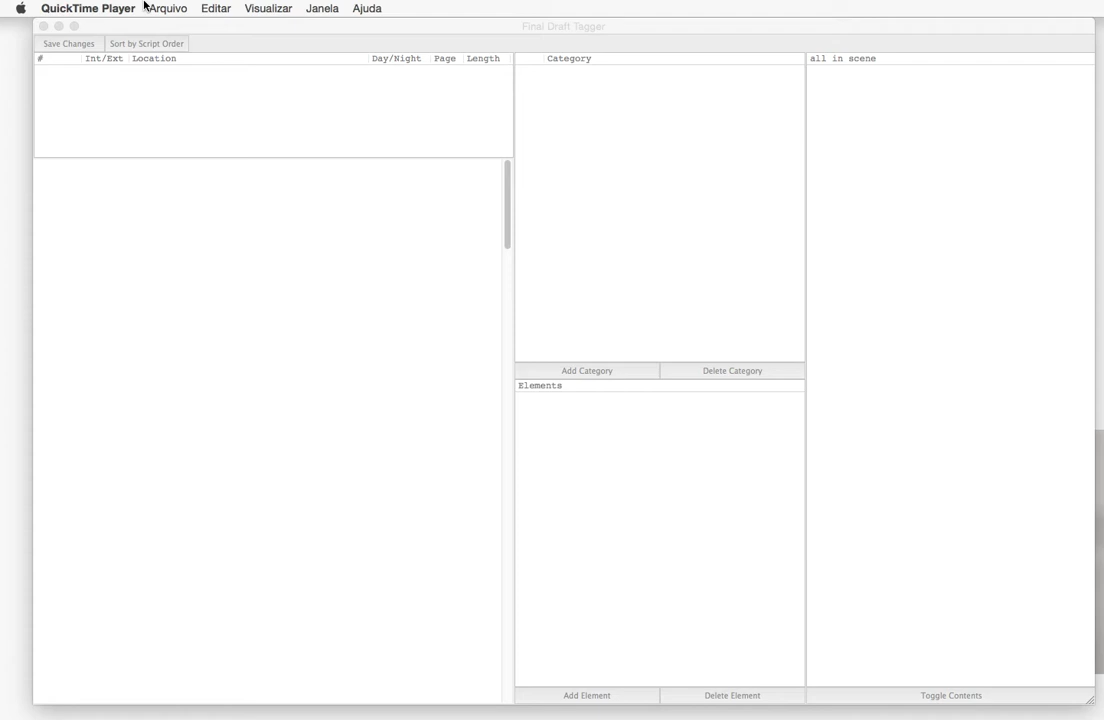 QuickTime Player Arquivo Editar Visualizar Janela Ajuda
Final Draft Tagger
Save Changes Sort by Script Order
# Int/Ext Location Day/Night Page Length Category all in scene
Add Category Delete Category
Elements
Add Element Delete Element Toggle Contents